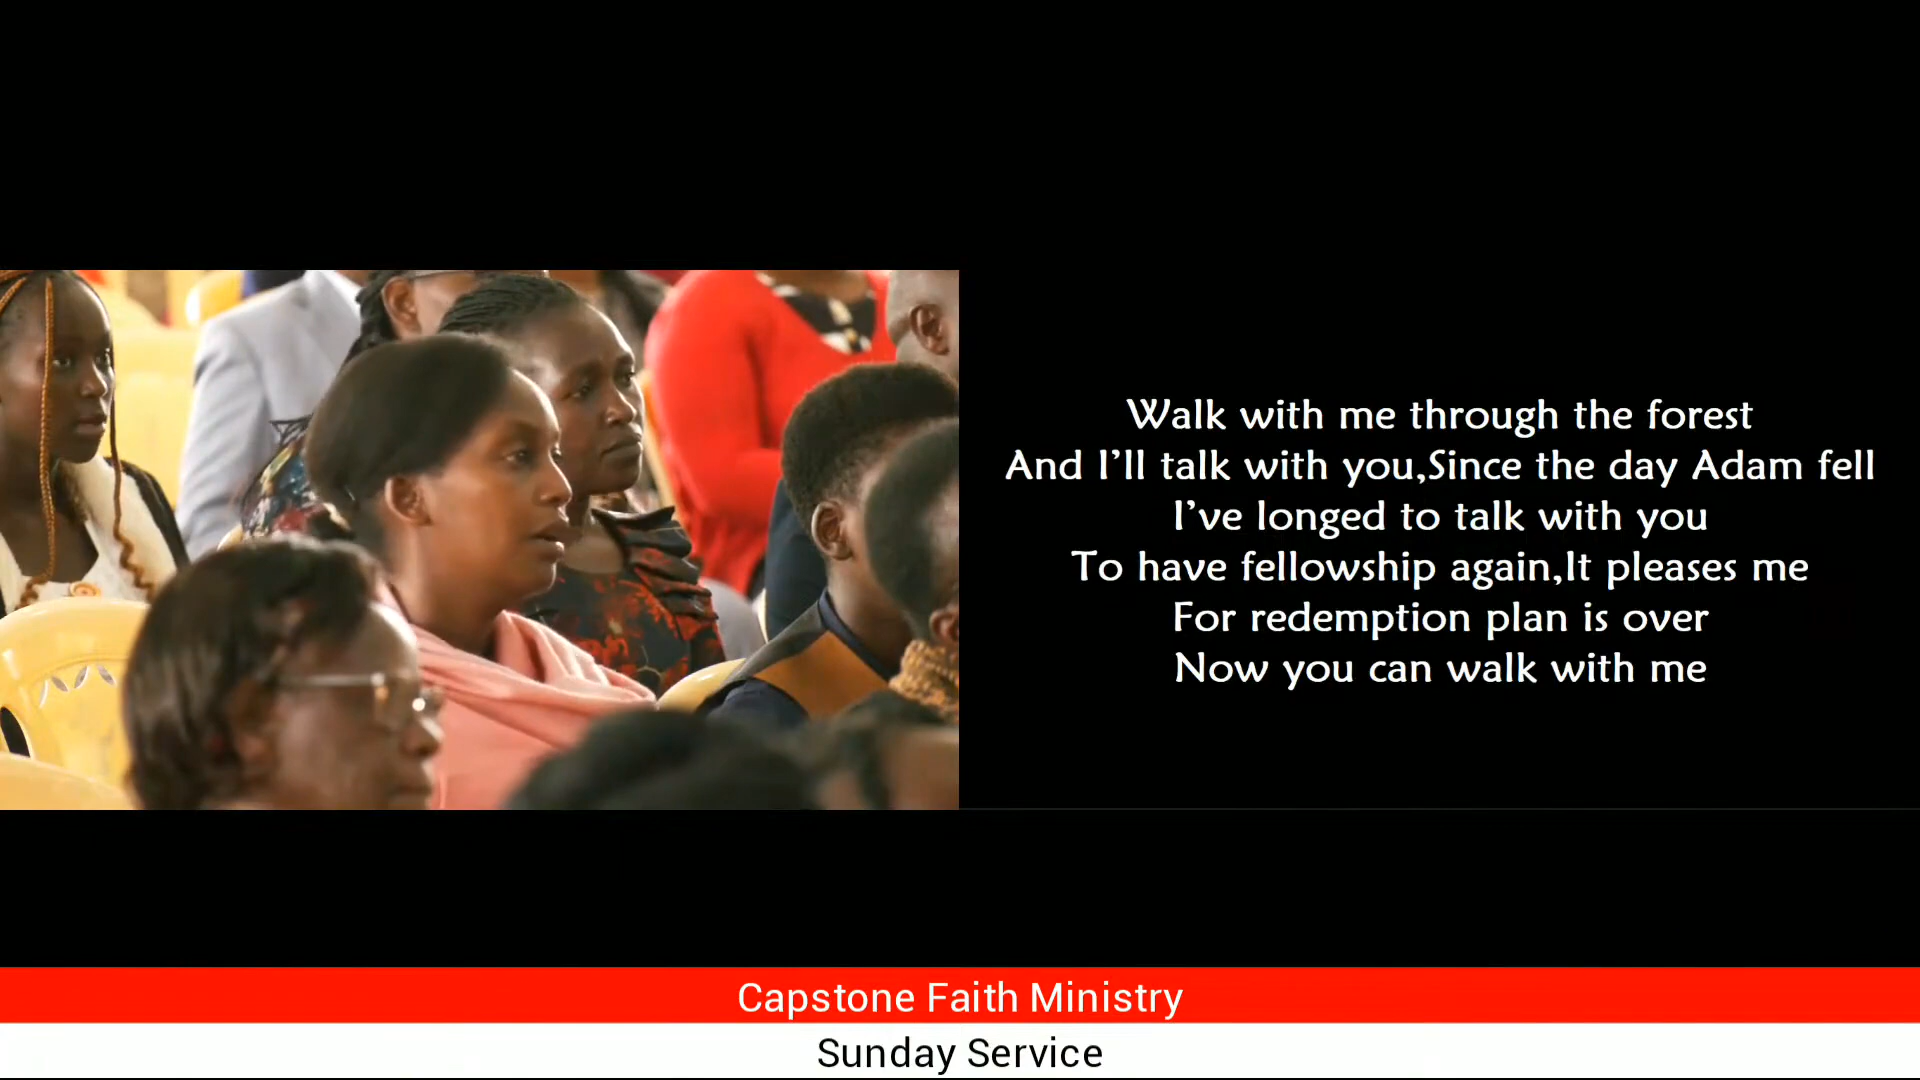 Walk with me through the forest
And I'll talk with you,Since the day Adam fell
I've longed to talk with you
To have fellowship again,It pleases me
For redemption plan is over
Now you can walk with me
Capstone Faith Ministry
Sunday Service